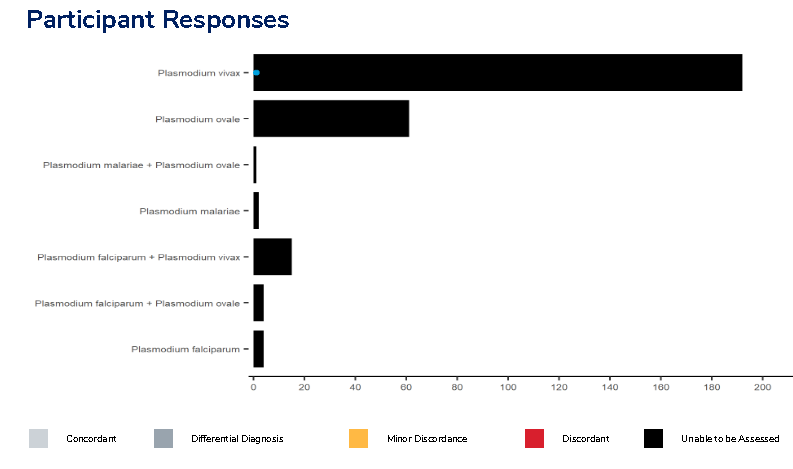 Participant Responses
Plasmodium vivax
Plasmodium ovale
Plasmodium malariae + Plasmodium ovale
Plasmodium malariae
Plasmodium falciparum + Plasmodium vivax
Plasmodium falciparum + Plasmodium ovale
Plasmodium falciparum
0 20 40 60 80 100 120 140 160 180 200
Concordant Differential Diagnosis Minor Discordance Discordant Unable to be Assessed